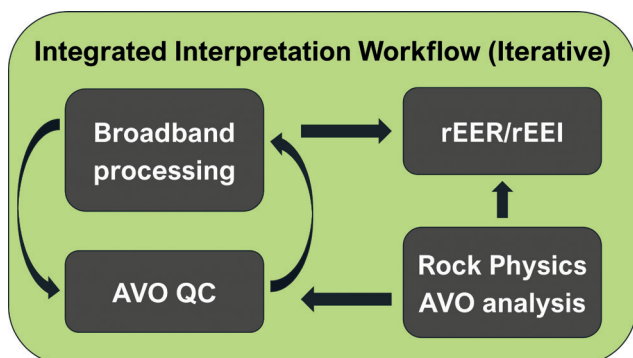 Integrated Interpretation Workflow (Iterative)
Broadband
processing
rEER/rEEI
AVO QC
Rock Physics
AVO analysis